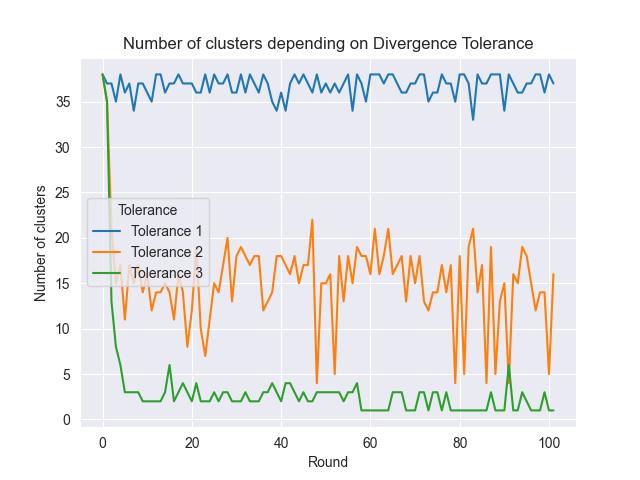 Number of clusters depending on Divergence Tolerance
Number of clusters
35
30
25
20
15
10
5
0
Tolerance
Tolerance 1
Tolerance 2
Tolerance 3
0 20 40 60 80 100
Round